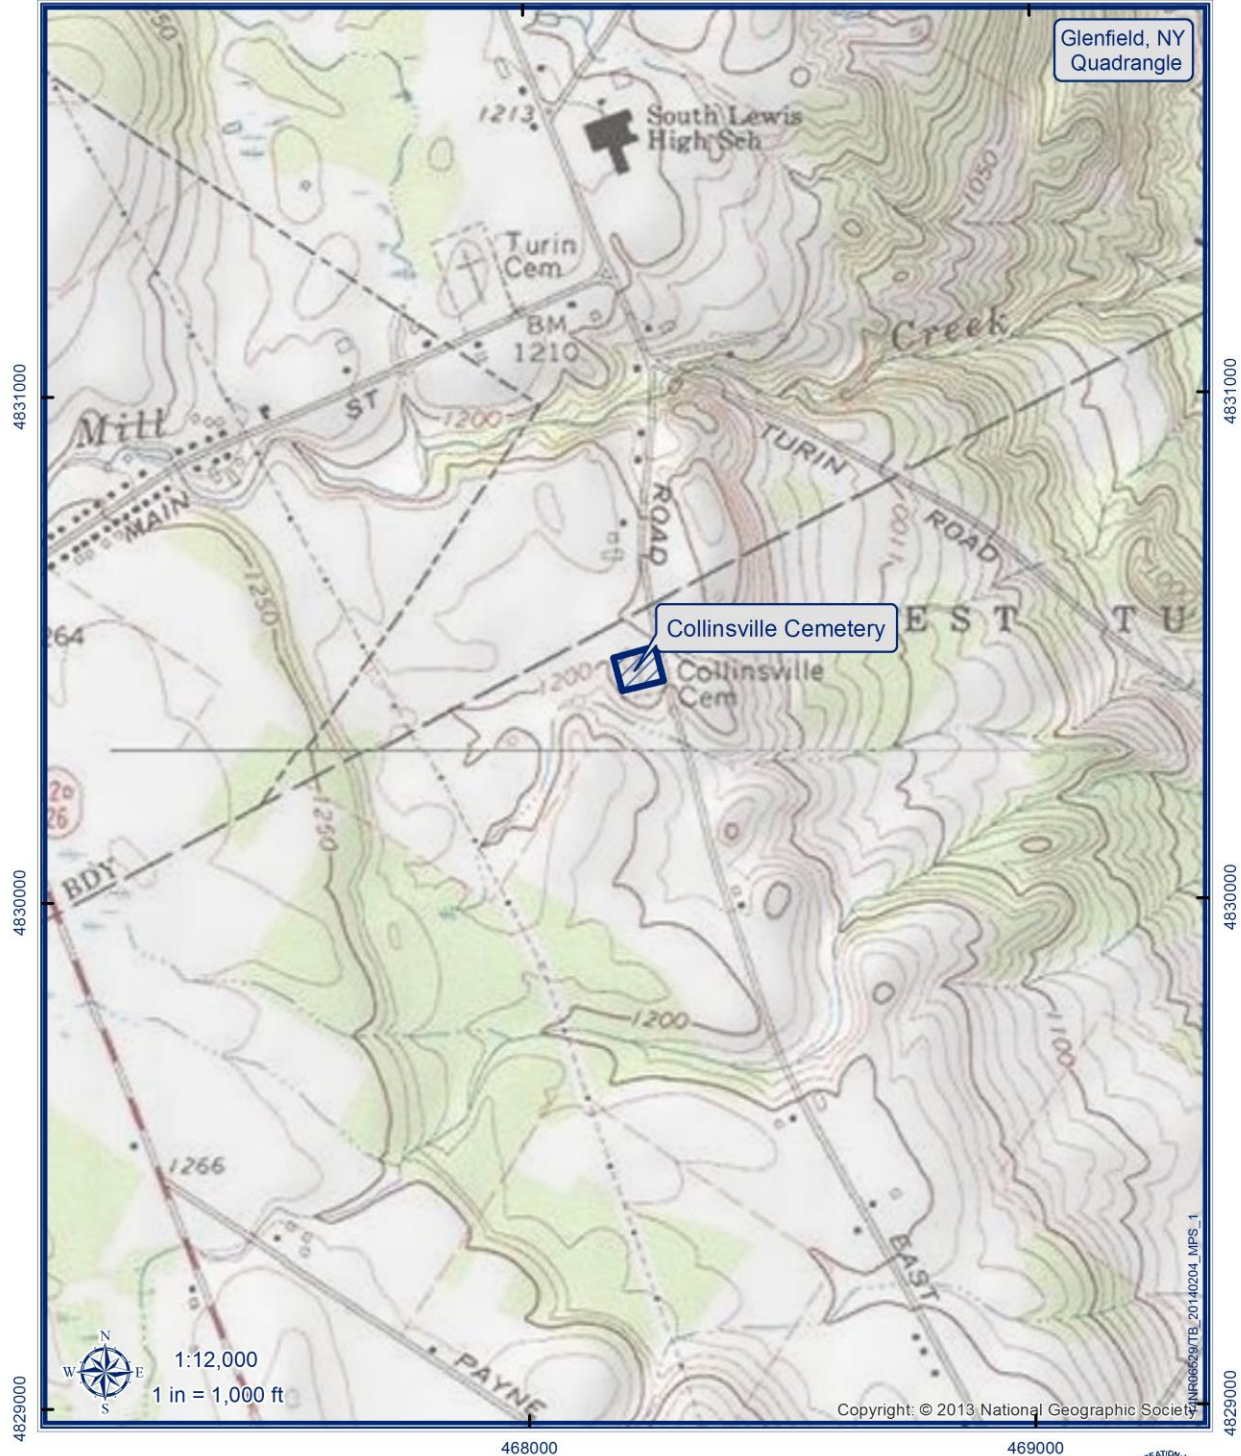 Glenfield, NY
Quadrangle
1213
South Lewis
High Sch
1050
Turin
Cem
BM
1210
Creek
4831000
4831000
Mill
ST
1200
TURIN
ROAD
MAIN
ROAD
1100
1250
EST TU
Collinsville Cemetery
264
1200
Collinsville
Cem
26
1250
BDY
4830000
4830000
1200
1100
1266
EAST
N
W E
S
1:12,000
1 in = 1,000 ft
PAYNE
Copyright: © 2013 National Geographic Society
4829000
4829000
468000
469000